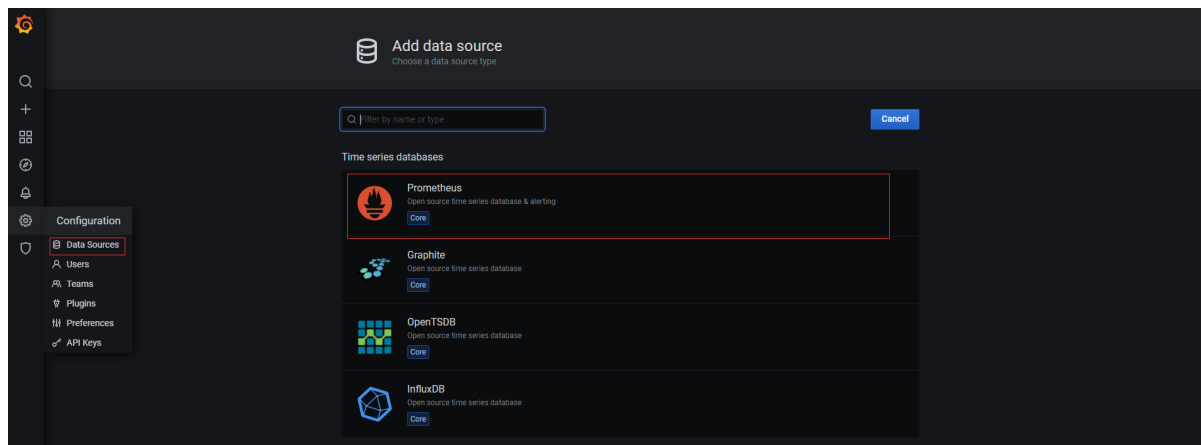 Add data source
Choose a data source type
Filter by name or type
Cancel
Time series databases
Prometheus
Open source time series database & alerting
Core
Configuration
Data Sources
Users
Teams
Plugins
Preferences
API Keys
Graphite
Open source time series database
Core
OpenTSDB
Open source time series database
Core
InfluxDB
Open source time series database
Core